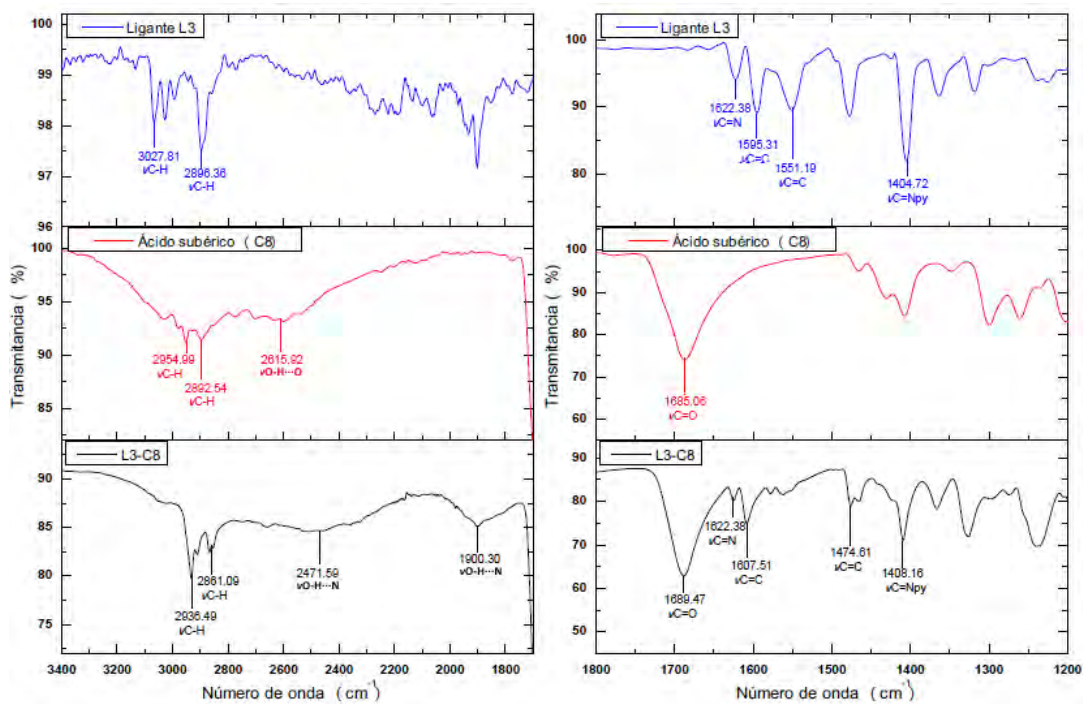 Ligante L3
100
99
98
97
96
3027.81
νC-H
2896.36
νC-H
Ácido subérico ( C8)
100
95
90
85
Transmitancia ( %)
2954.99
νC-H
2892.54
νC-H
2615.92
νO-H···O
L3-C8
90
85
80
75
2936.49
νC-H
2861.09
νC-H
2471.59
νO-H···N
1900.30
νO-H···N
3400 3200 3000 2800 2600 2400 2200 2000 1800
Número de onda ( cm⁻¹)
Ligante L3
100
90
80
1622.38
νC=N
1595.31
νC=C
1551.19
νC=C
1404.72
νC=Npy
Ácido subérico ( C8)
100
90
80
70
60
Transmitancia ( %)
1685.06
νC=O
L3-C8
90
80
70
60
50
1689.47
νC=O
1622.38
νC=N
1607.51
νC=C
1474.61
νC=C
1408.16
νC=Npy
1800 1700 1600 1500 1400 1300 1200
Número de onda ( cm⁻¹)